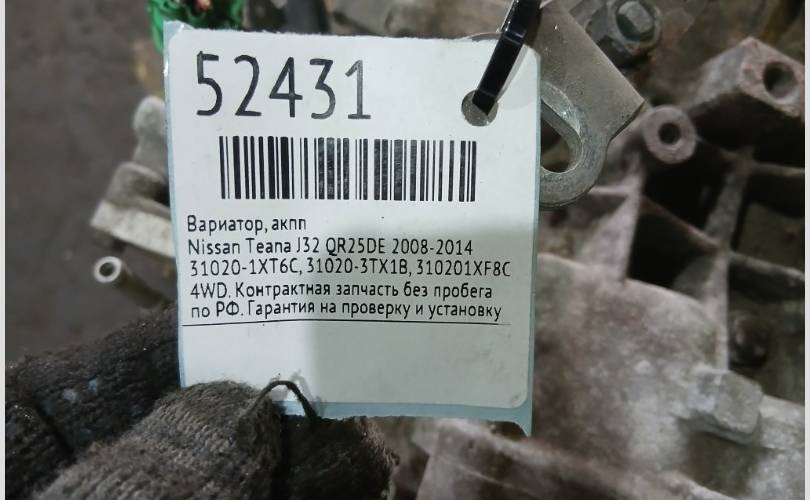 52431
Вариатор, акпп
Nissan Teana J32 QR25DE 2008-2014
31020-1XT6C, 31020-3TX1B, 310201XF8C
4WD. Контрактная запчасть без пробега
по РФ. Гарантия на проверку и установку